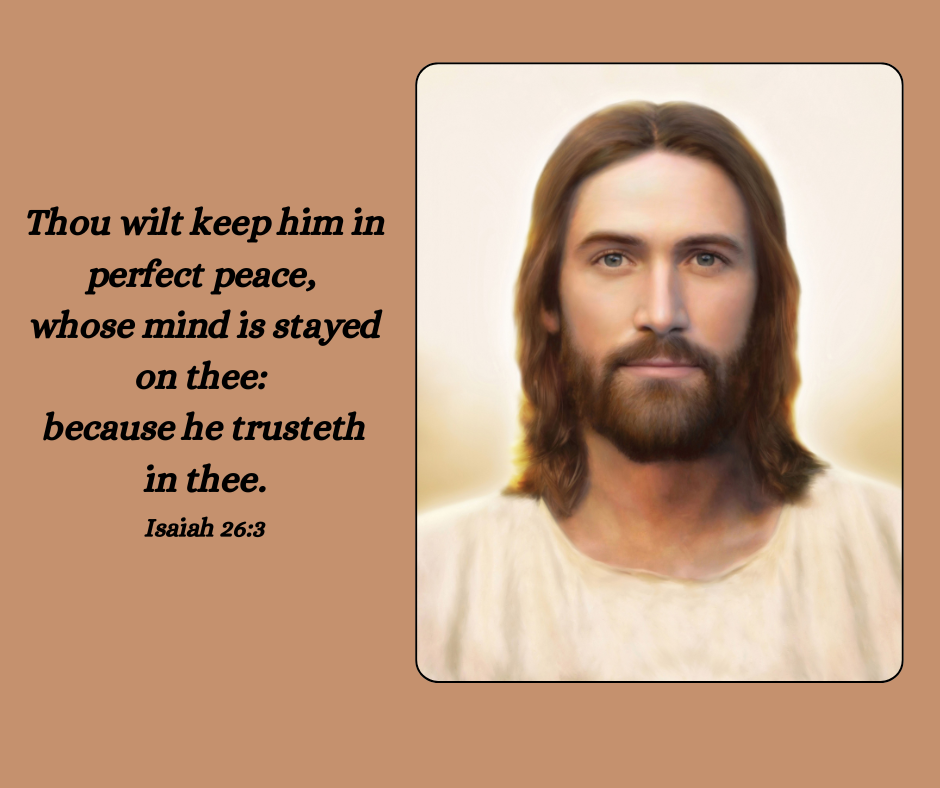 Thou wilt keep him in
perfect peace,
whose mind is stayed
on thee:
because he trusteth
in thee.
Isaiah 26:3